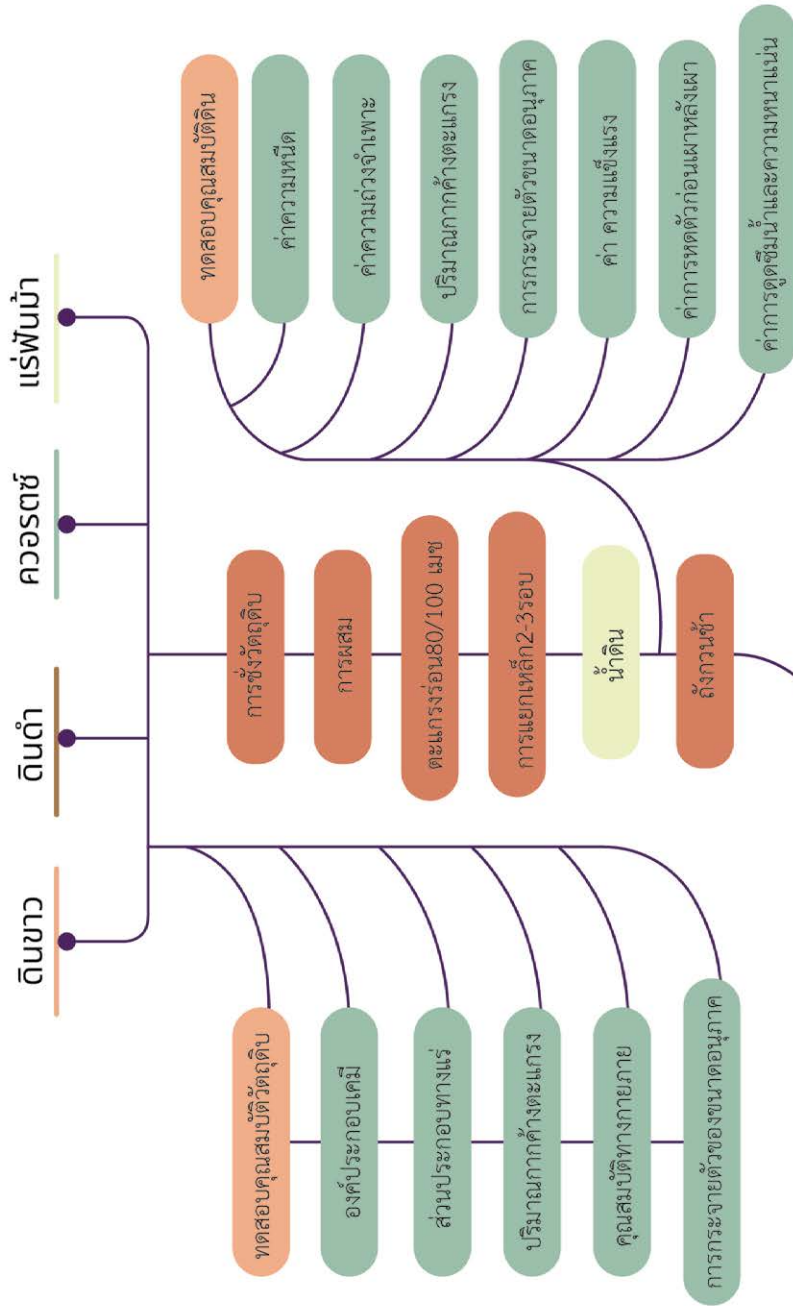 ดินขาว
ดินดำ
ควอรตซ์
แร่ฟันม้า
ทดสอบคุณสมบัติวัตถุดิบ
องค์ประกอบเคมี
ส่วนประกอบทางแร่
ปริมาณกากค้างตะแกรง
คุณสมบัติทางกายภาย
การกระจายตัวของขนาดอนุภาค
การชั่งวัตถุดิบ
การผสม
ตะแกรงร่อน80/100 เมช
การแยกเหล็ก2-3รอบ
น้ำดิน
ถังกวนช้า
ทดสอบคุณสมบัติดิน
ค่าความหนืด
ค่าความถ่วงจำเพาะ
ปริมาณกากค้างตะแกรง
การกระจายตัวขนาดอนุภาค
ค่า ความแข็งแรง
ค่าการหดตัวก่อนเผาหลังเผา
ค่าการดูดซึมน้ำและความหนาแน่น